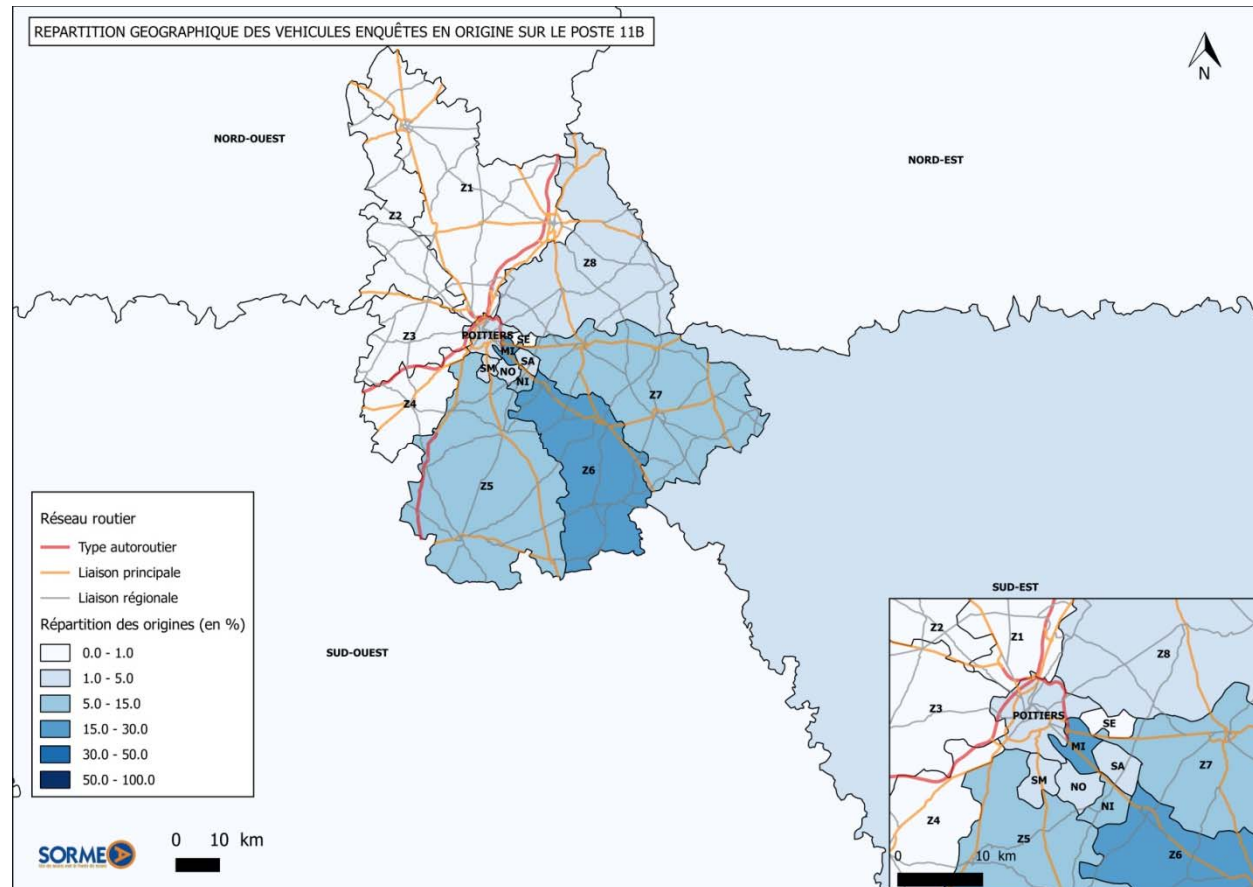 REPARTITION GEOGRAPHIQUE DES VEHICULES ENQUÊTES EN ORIGINE SUR LE POSTE 11B
N
NORD-OUEST
NORD-EST
Z1
Z2
Z8
Z3
POITIERS
SE
MI
SA
SM
NO
NI
Z4
Z7
Z5
Z6
SUD-OUEST
SUD-EST
Réseau routier
Type autoroutier
Liaison principale
Liaison régionale
Répartition des origines (en %)
0.0 - 1.0
1.0 - 5.0
5.0 - 15.0
15.0 - 30.0
30.0 - 50.0
50.0 - 100.0
SORMEA
0 10 km
Z2
Z1
Z8
Z3
POITIERS
SE
MI
SA
Z7
SM
NO
NI
Z4
Z5
Z6
0 10 km